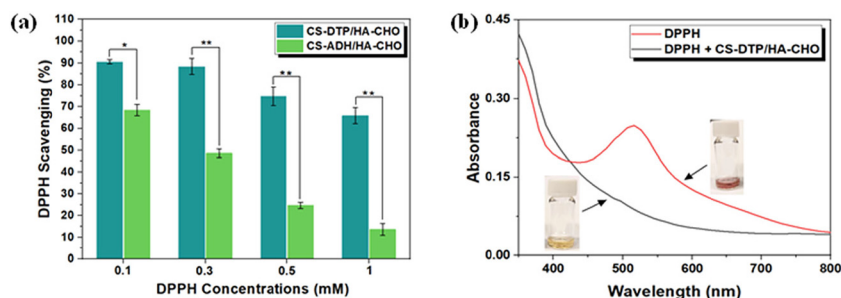 (a)
CS-DTP/HA-CHO
CS-ADH/HA-CHO
DPPH Scavenging (%)
110
100
90
80
70
60
50
40
30
20
10
0
*
**
**
**
0.1 0.3 0.5 1
DPPH Concentrations (mM)
(b)
DPPH
DPPH + CS-DTP/HA-CHO
Absorbance
0.45
0.30
0.15
0.00
400 500 600 700 800
Wavelength (nm)